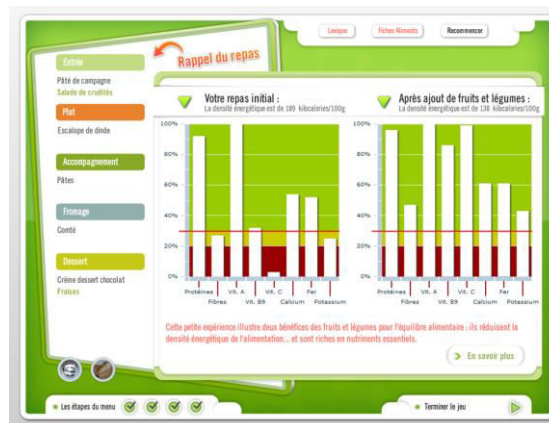 Lexique
Fiches Aliments
Recommencer
Rappel du repas
Entrée
Pâté de campagne
Salade de crudités
Plat
Escalope de dinde
Accompagnement
Pâtes
Fromage
Comté
Dessert
Crème dessert chocolat
Fraises
Votre repas initial :
La densité énergétique est de 189 kilocalories/100g
100%
80%
60%
40%
20%
0%
Protéines
Fibres
Vit. A
Vit. B9
Vit. C
Calcium
Fer
Potassium
Après ajout de fruits et légumes :
La densité énergétique est de 138 kilocalories/100g
100%
80%
60%
40%
20%
0%
Protéines
Fibres
Vit. A
Vit. B9
Vit. C
Calcium
Fer
Potassium
Cette petite expérience illustre deux bénéfices des fruits et légumes pour l'équilibre alimentaire : ils réduisent la
densité énergétique de l'alimentation... et sont riches en nutriments essentiels.
En savoir plus
Les étapes du menu
Terminer le jeu